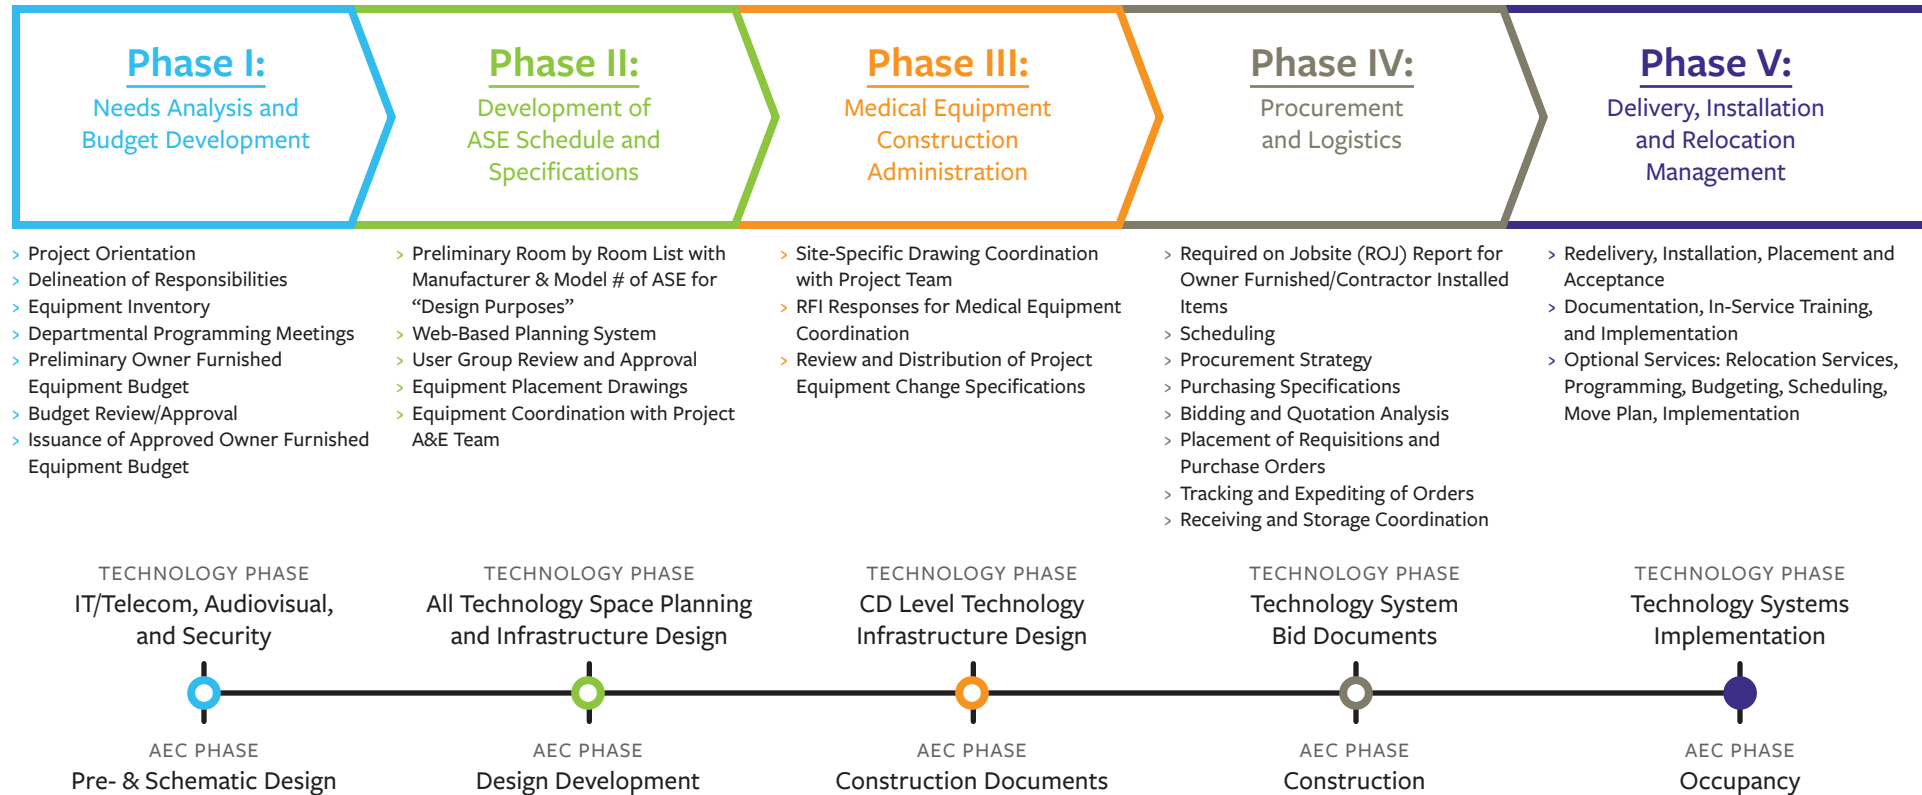 Phase I:
Needs Analysis and
Budget Development
> Project Orientation
> Delineation of Responsibilities
> Equipment Inventory
> Departmental Programming Meetings
> Preliminary Owner Furnished
Equipment Budget
> Budget Review/Approval
> Issuance of Approved Owner Furnished
Equipment Budget
Phase II:
Development of
ASE Schedule and
Specifications
> Preliminary Room by Room List with
Manufacturer & Model # of ASE for
“Design Purposes”
> Web-Based Planning System
> User Group Review and Approval
> Equipment Placement Drawings
> Equipment Coordination with Project
A&E Team
Phase III:
Medical Equipment
Construction
Administration
> Site-Specific Drawing Coordination
with Project Team
> RFI Responses for Medical Equipment
Coordination
> Review and Distribution of Project
Equipment Change Specifications
Phase IV:
Procurement
and Logistics
> Required on Jobsite (ROJ) Report for
Owner Furnished/Contractor Installed
Items
> Scheduling
> Procurement Strategy
> Purchasing Specifications
> Bidding and Quotation Analysis
> Placement of Requisitions and
Purchase Orders
> Tracking and Expediting of Orders
> Receiving and Storage Coordination
Phase V:
Delivery, Installation
and Relocation
Management
> Redelivery, Installation, Placement and
Acceptance
> Documentation, In-Service Training,
and Implementation
> Optional Services: Relocation Services,
Programming, Budgeting, Scheduling,
Move Plan, Implementation
TECHNOLOGY PHASE
IT/Telecom, Audiovisual,
and Security
TECHNOLOGY PHASE
All Technology Space Planning
and Infrastructure Design
TECHNOLOGY PHASE
CD Level Technology
Infrastructure Design
TECHNOLOGY PHASE
Technology System
Bid Documents
TECHNOLOGY PHASE
Technology Systems
Implementation
AEC PHASE
Pre- & Schematic Design
AEC PHASE
Design Development
AEC PHASE
Construction Documents
AEC PHASE
Construction
AEC PHASE
Occupancy